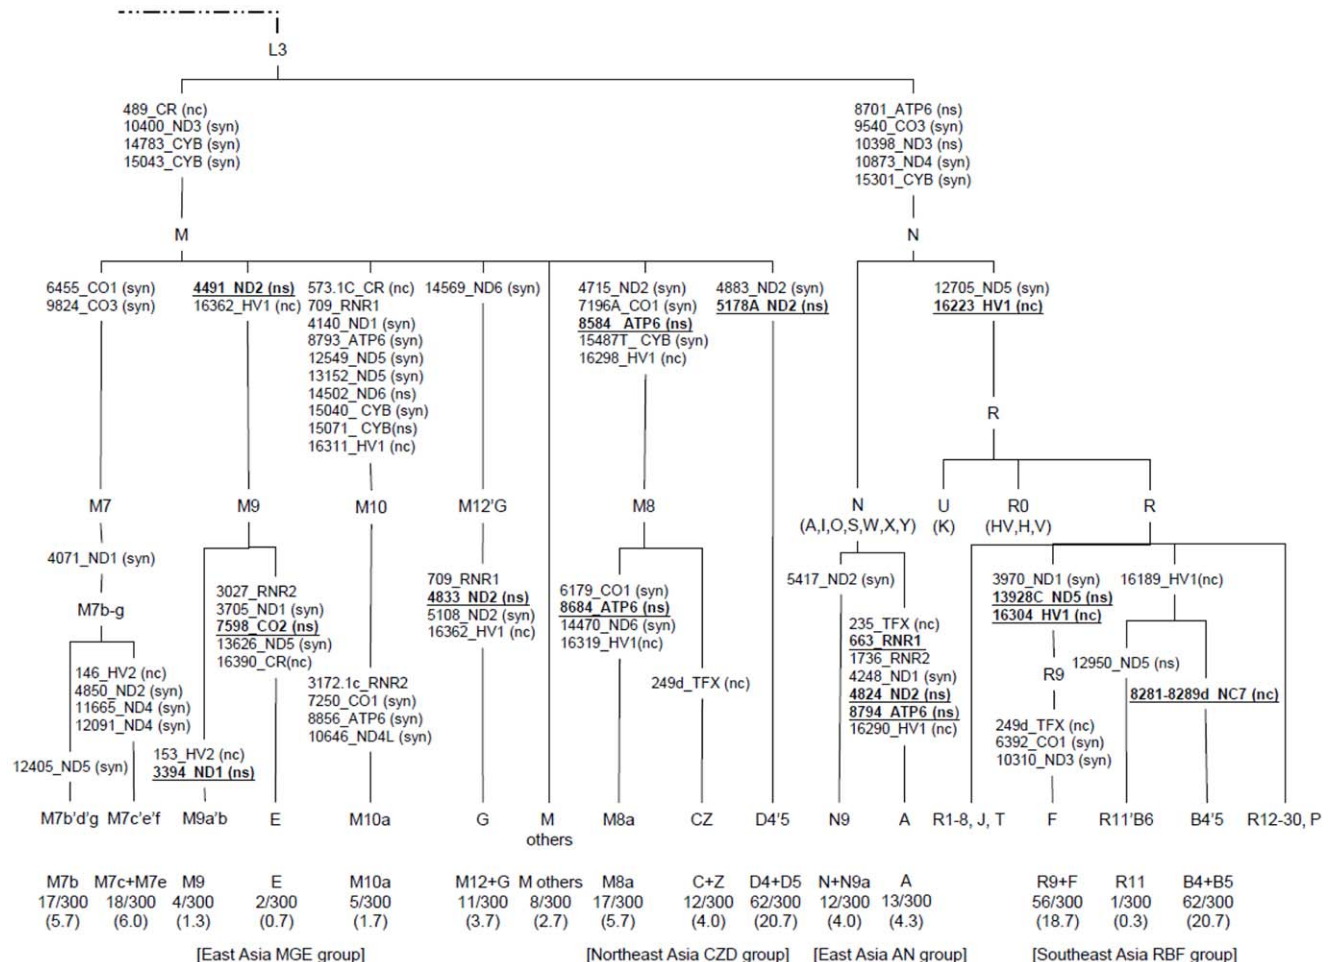 L3
489_CR (nc)
10400_ND3 (syn)
14783_CYB (syn)
15043_CYB (syn)
8701_ATP6 (ns)
9540_CO3 (syn)
10398_ND3 (ns)
10873_ND4 (syn)
15301_CYB (syn)
M
N
6455_CO1 (syn)
9824_CO3 (syn)
4491_ND2 (ns)
16362_HV1 (nc)
573.1C_CR (nc)
709_RNR1
4140_ND1 (syn)
8793_ATP6 (syn)
12549_ND5 (syn)
13152_ND5 (syn)
14502_ND6 (ns)
15040_ CYB (syn)
15071_ CYB(ns)
16311_HV1 (nc)
14569_ND6 (syn)
4715_ND2 (syn)
7196A_CO1 (syn)
8584_ ATP6 (ns)
15487T_ CYB (syn)
16298_HV1 (nc)
4883_ND2 (syn)
5178A_ND2 (ns)
12705_ND5 (syn)
16223_HV1 (nc)
R
M7
M9
M10
M12'G
M8
N
(A,I,O,S,W,X,Y)
U
(K)
R0
(HV,H,V)
R
4071_ND1 (syn)
M7b-g
146_HV2 (nc)
4850_ND2 (syn)
11665_ND4 (syn)
12091_ND4 (syn)
12405_ND5 (syn)
3027_RNR2
3705_ND1 (syn)
7598_CO2 (ns)
13626_ND5 (syn)
16390_CR(nc)
153_HV2 (nc)
3394_ND1 (ns)
3172.1c_RNR2
7250_CO1 (syn)
8856_ATP6 (syn)
10646_ND4L (syn)
709_RNR1
4833_ND2 (ns)
5108_ND2 (syn)
16362_HV1 (nc)
6179_CO1 (syn)
8684_ATP6 (ns)
14470_ND6 (syn)
16319_HV1(nc)
249d_TFX (nc)
5417_ND2 (syn)
235_TFX (nc)
663_RNR1
1736_RNR2
4248_ND1 (syn)
4824_ND2 (ns)
8794_ATP6 (ns)
16290_HV1 (nc)
3970_ND1 (syn)
13928C_ND5 (ns)
16304_HV1 (nc)
R9
249d_TFX (nc)
6392_CO1 (syn)
10310_ND3 (syn)
16189_HV1(nc)
12950_ND5 (ns)
8281-8289d_NC7 (nc)
M7b'd'g M7c'e'f M9a'b E M10a G M others M8a CZ D4'5 N9 A R1-8, J, T F R11'B6 B4'5 R12-30, P
M7b M7c+M7e M9 E M10a M12+G M others M8a C+Z D4+D5 N+N9a A R9+F R11 B4+B5
17/300 18/300 4/300 2/300 5/300 11/300 8/300 17/300 12/300 62/300 12/300 13/300 56/300 1/300 62/300
(5.7) (6.0) (1.3) (0.7) (1.7) (3.7) (2.7) (5.7) (4.0) (20.7) (4.0) (4.3) (18.7) (0.3) (20.7)
[East Asia MGE group] [Northeast Asia CZD group] [East Asia AN group] [Southeast Asia RBF group]